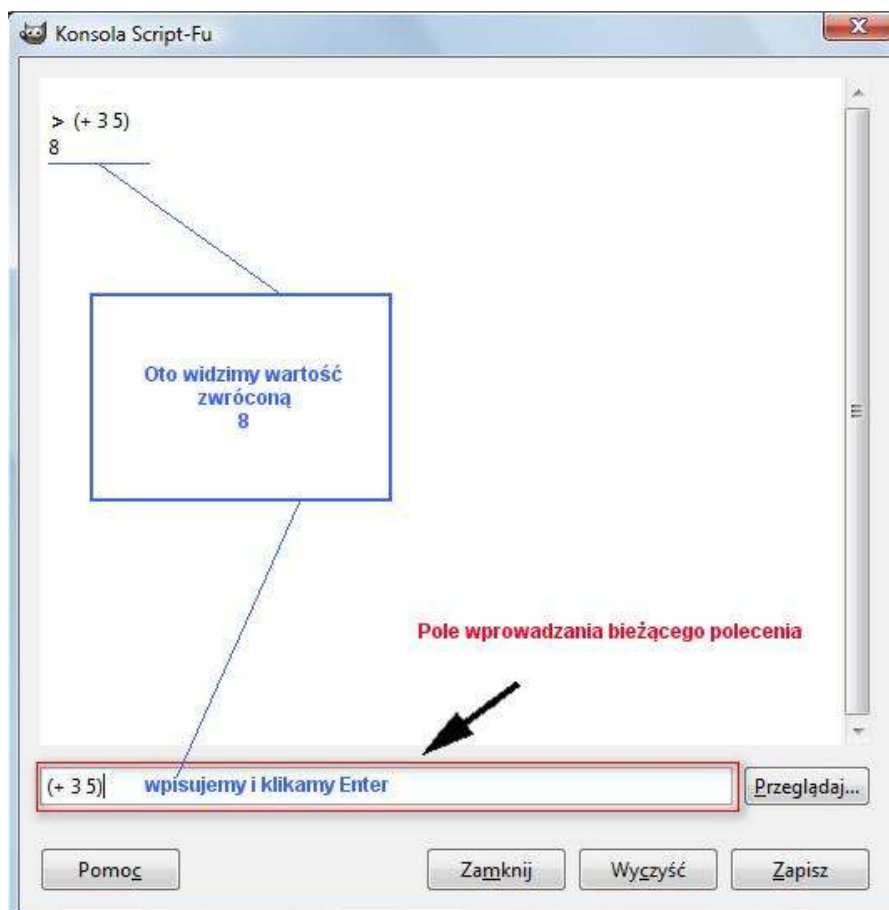 Konsola Script-Fu
X
> (+ 3 5)
8
Oto widzimy wartość
zwróconą
8
Pole wprowadzania bieżącego polecenia
(+ 3 5) wpisujemy i klikamy Enter
Przeglądaj...
Pomoc
Zamknij
Wyczyść
Zapisz